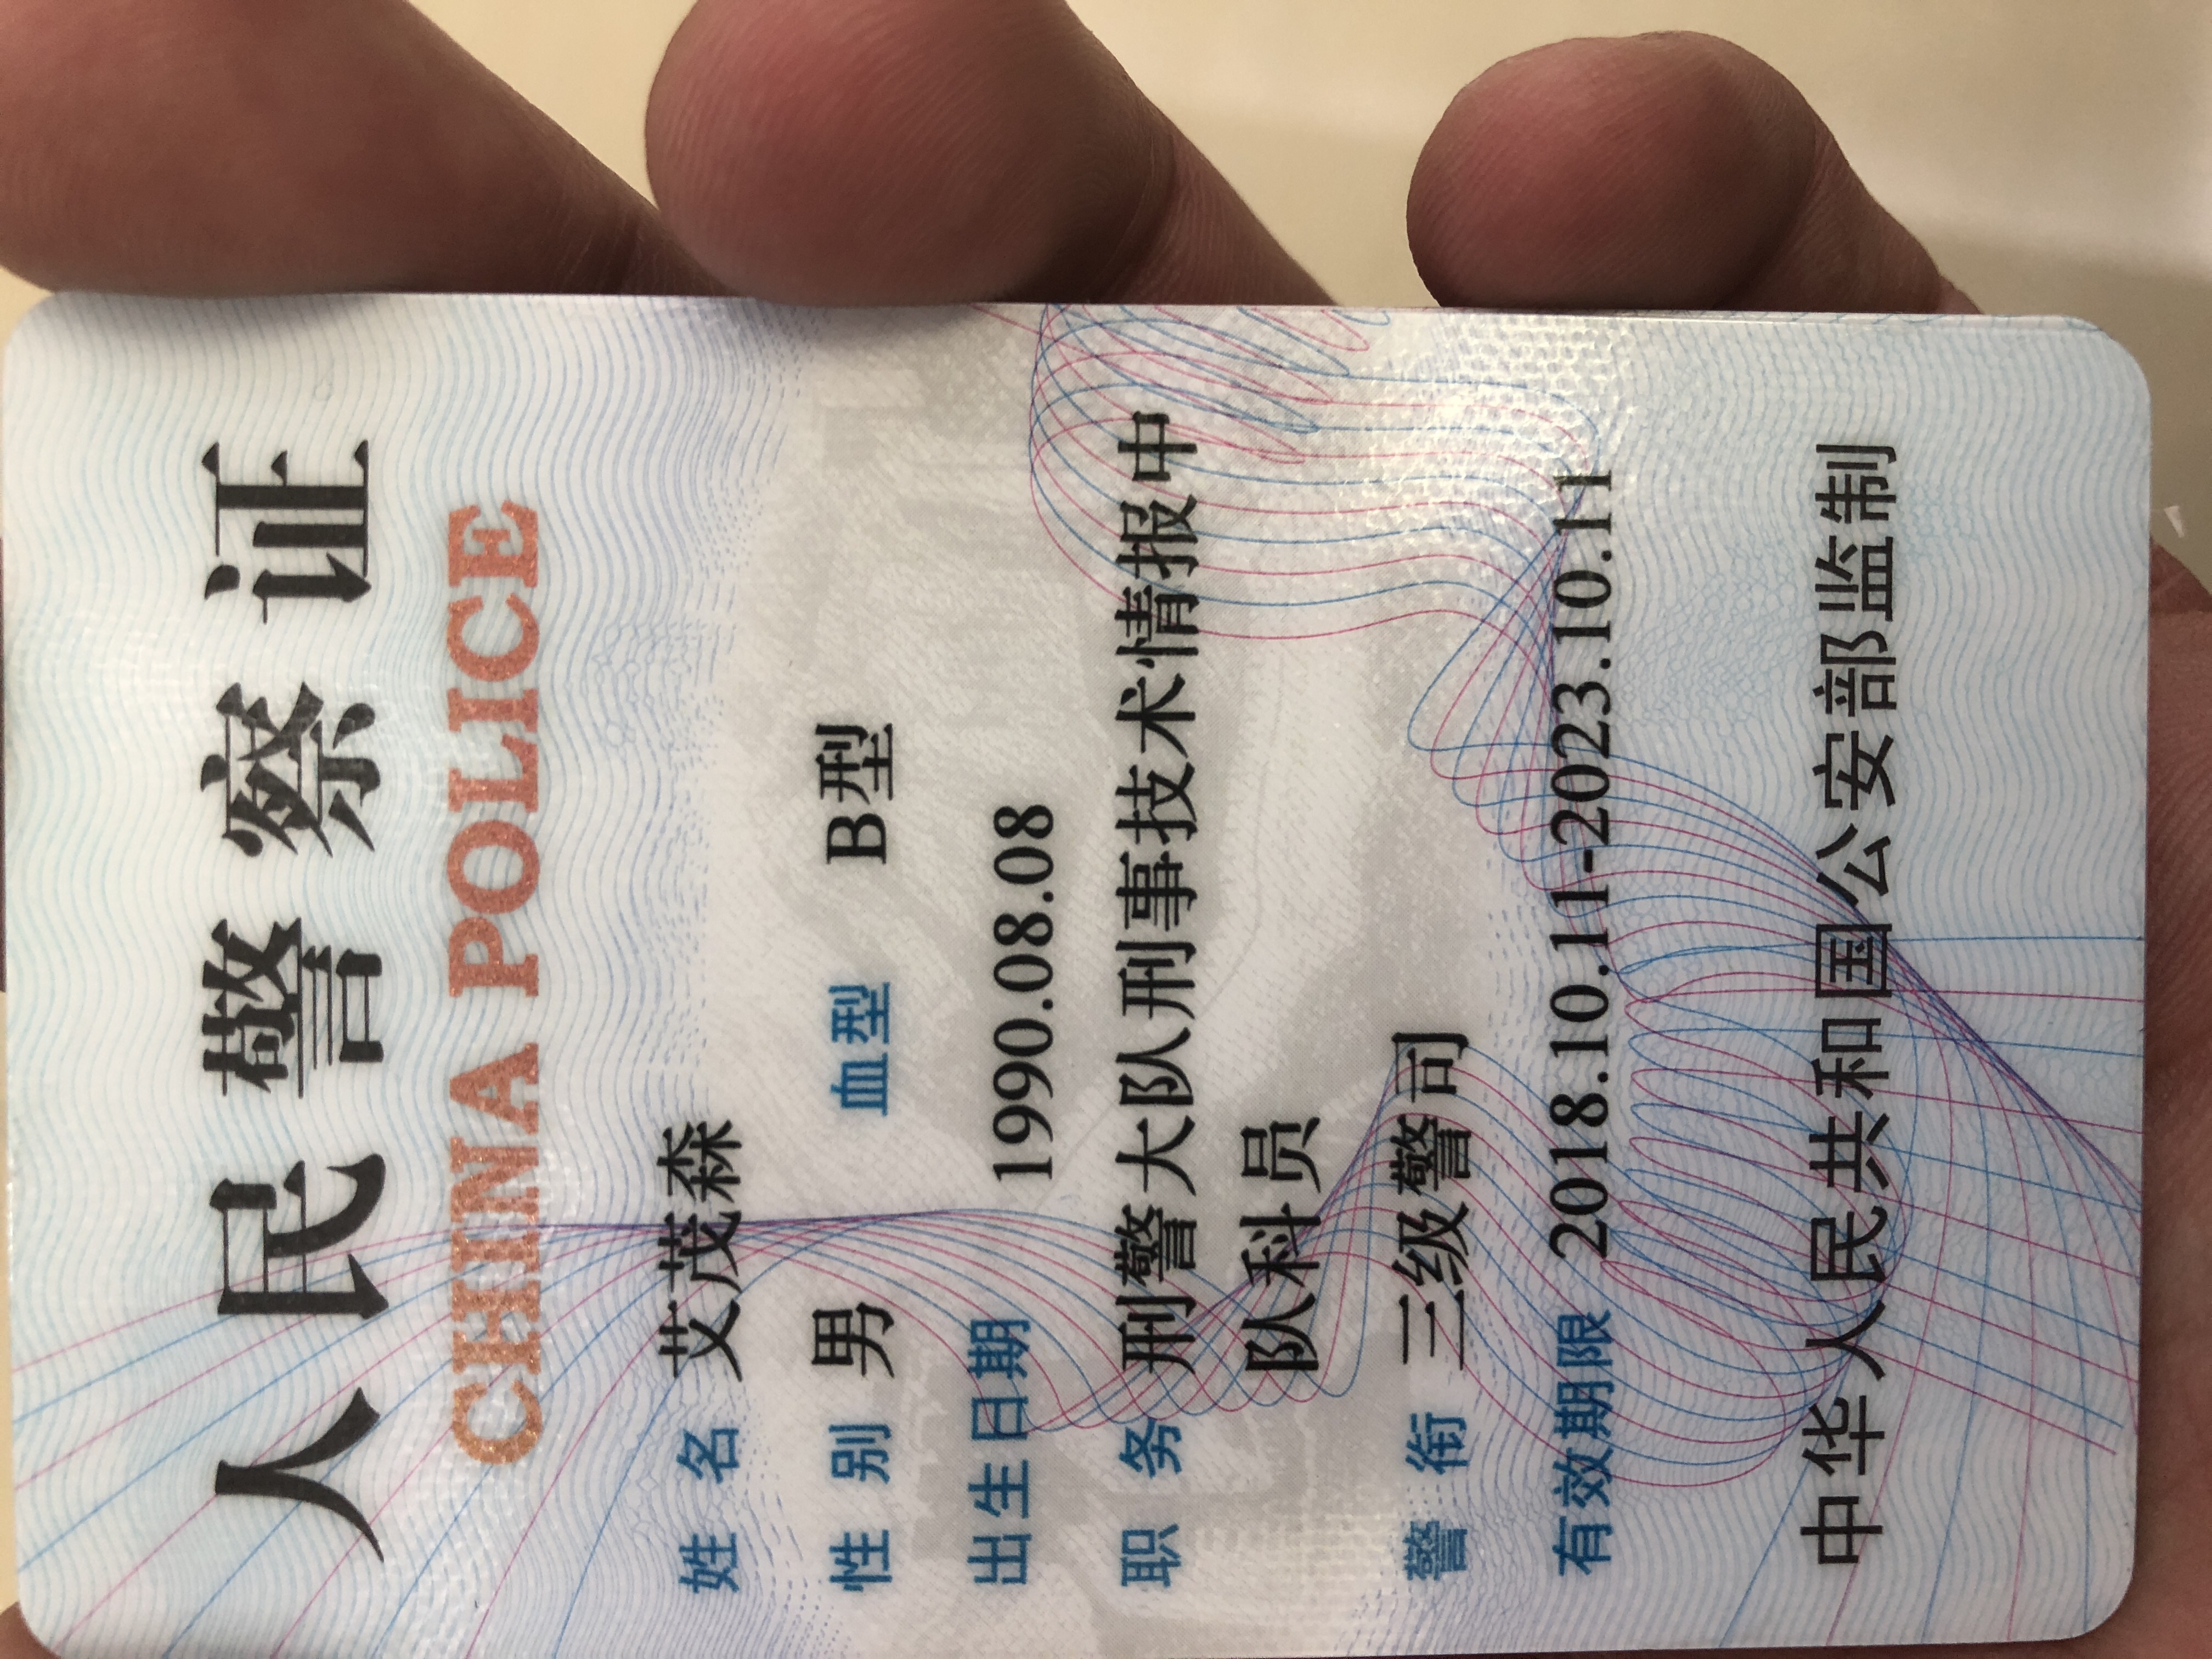 人民警察证
CHINA POLICE
姓 名 艾茂森
性 别 男 血型 B型
出生日期 1990.08.08
职 务 刑警大队刑事技术情报中
队科员
警 衔 三级警司
有效期限 2018.10.11-2023.10.11
中华人民共和国公安部监制